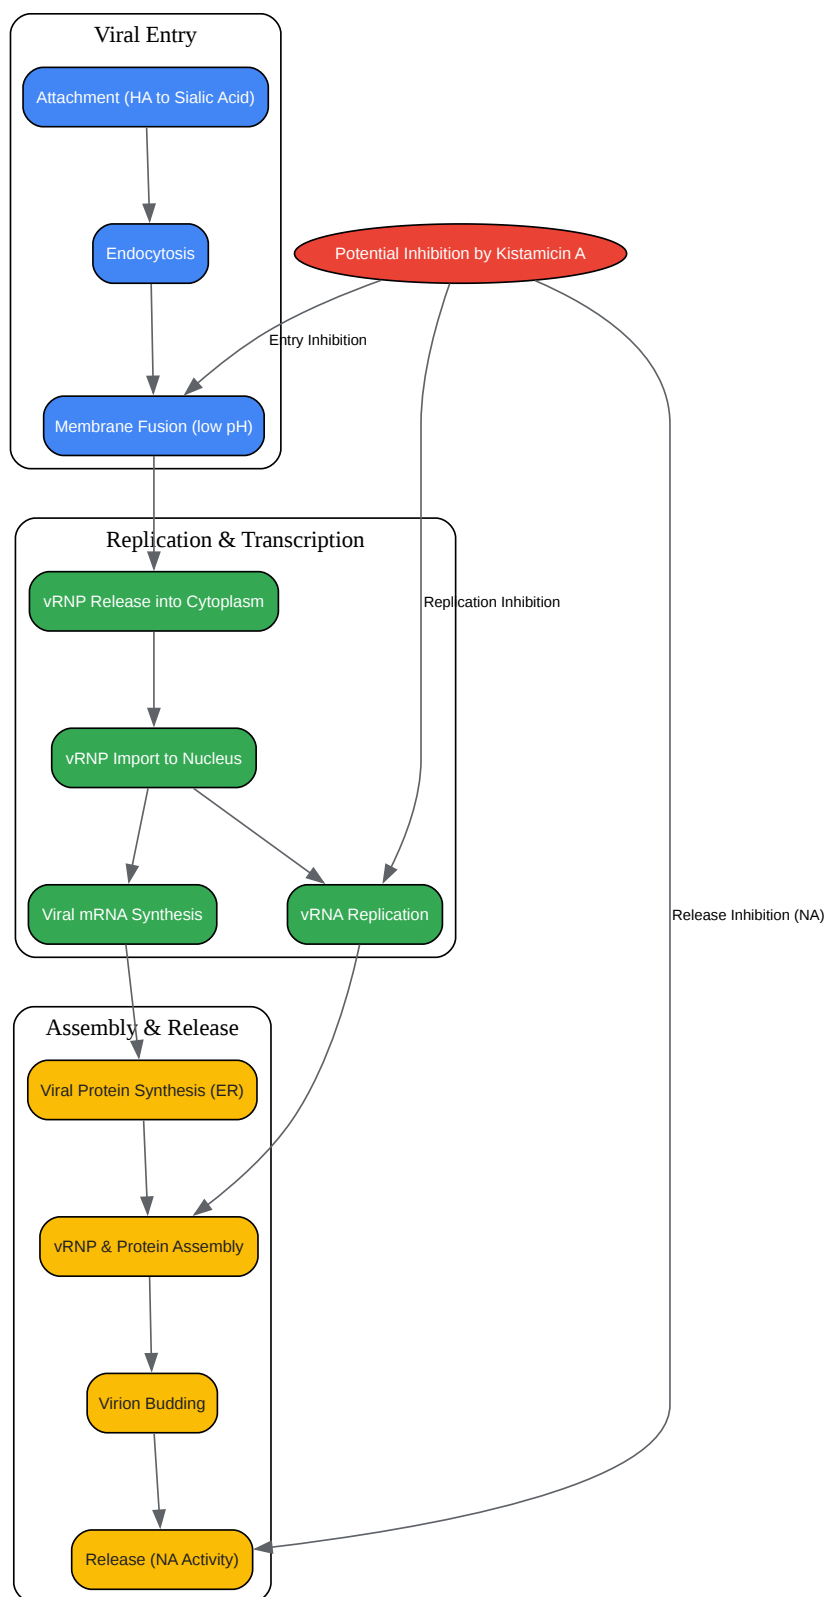 Viral Entry
Attachment (HA to Sialic Acid)
Endocytosis
Potential Inhibition by Kistamicin A
Entry Inhibition
Membrane Fusion (low pH)
Replication & Transcription
vRNP Release into Cytoplasm
Replication Inhibition
vRNP Import to Nucleus
Viral mRNA Synthesis
vRNA Replication
Release Inhibition (NA)
Assembly & Release
Viral Protein Synthesis (ER)
vRNP & Protein Assembly
Virion Budding
Release (NA Activity)